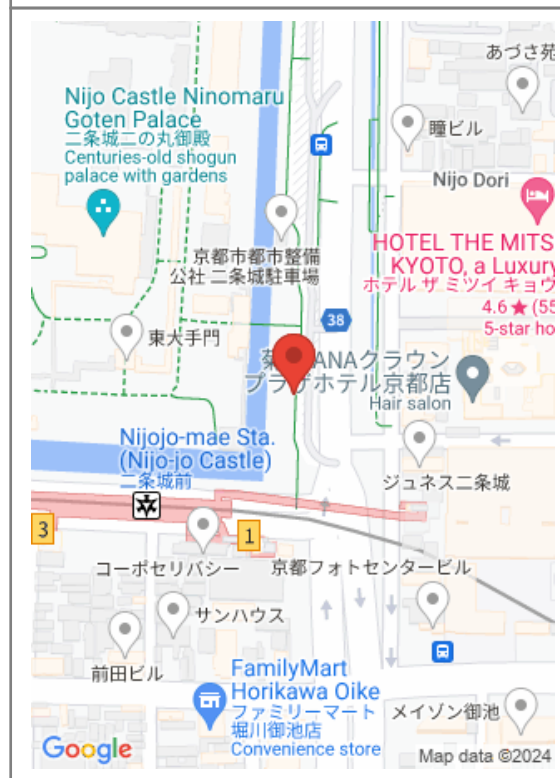 あづさ苑
Nijo Castle Ninomaru
Goten Palace
二条城二の丸御殿
Centuries-old shogun
palace with gardens
瞳ビル
Nijo Dori
京都市都市整備
公社 二条城駐車場
HOTEL THE MITS
KYOTO, a Luxury
ホテル ザ ミツイ キョウ
4.6★ (55
5-star ho
38
東大手門
ANAクラウン
プラザホテル京都店
Hair salon
Nijojo-mae Sta.
(Nijo-jo Castle)
二条城前
ジュネス二条城
3
1
コーポセリバシー
京都フォトセンタービル
サンハウス
前田ビル
FamilyMart
Horikawa Oike
ファミリーマート
堀川御池店
Convenience store
メイゾン御池
Google
Map data ©2024